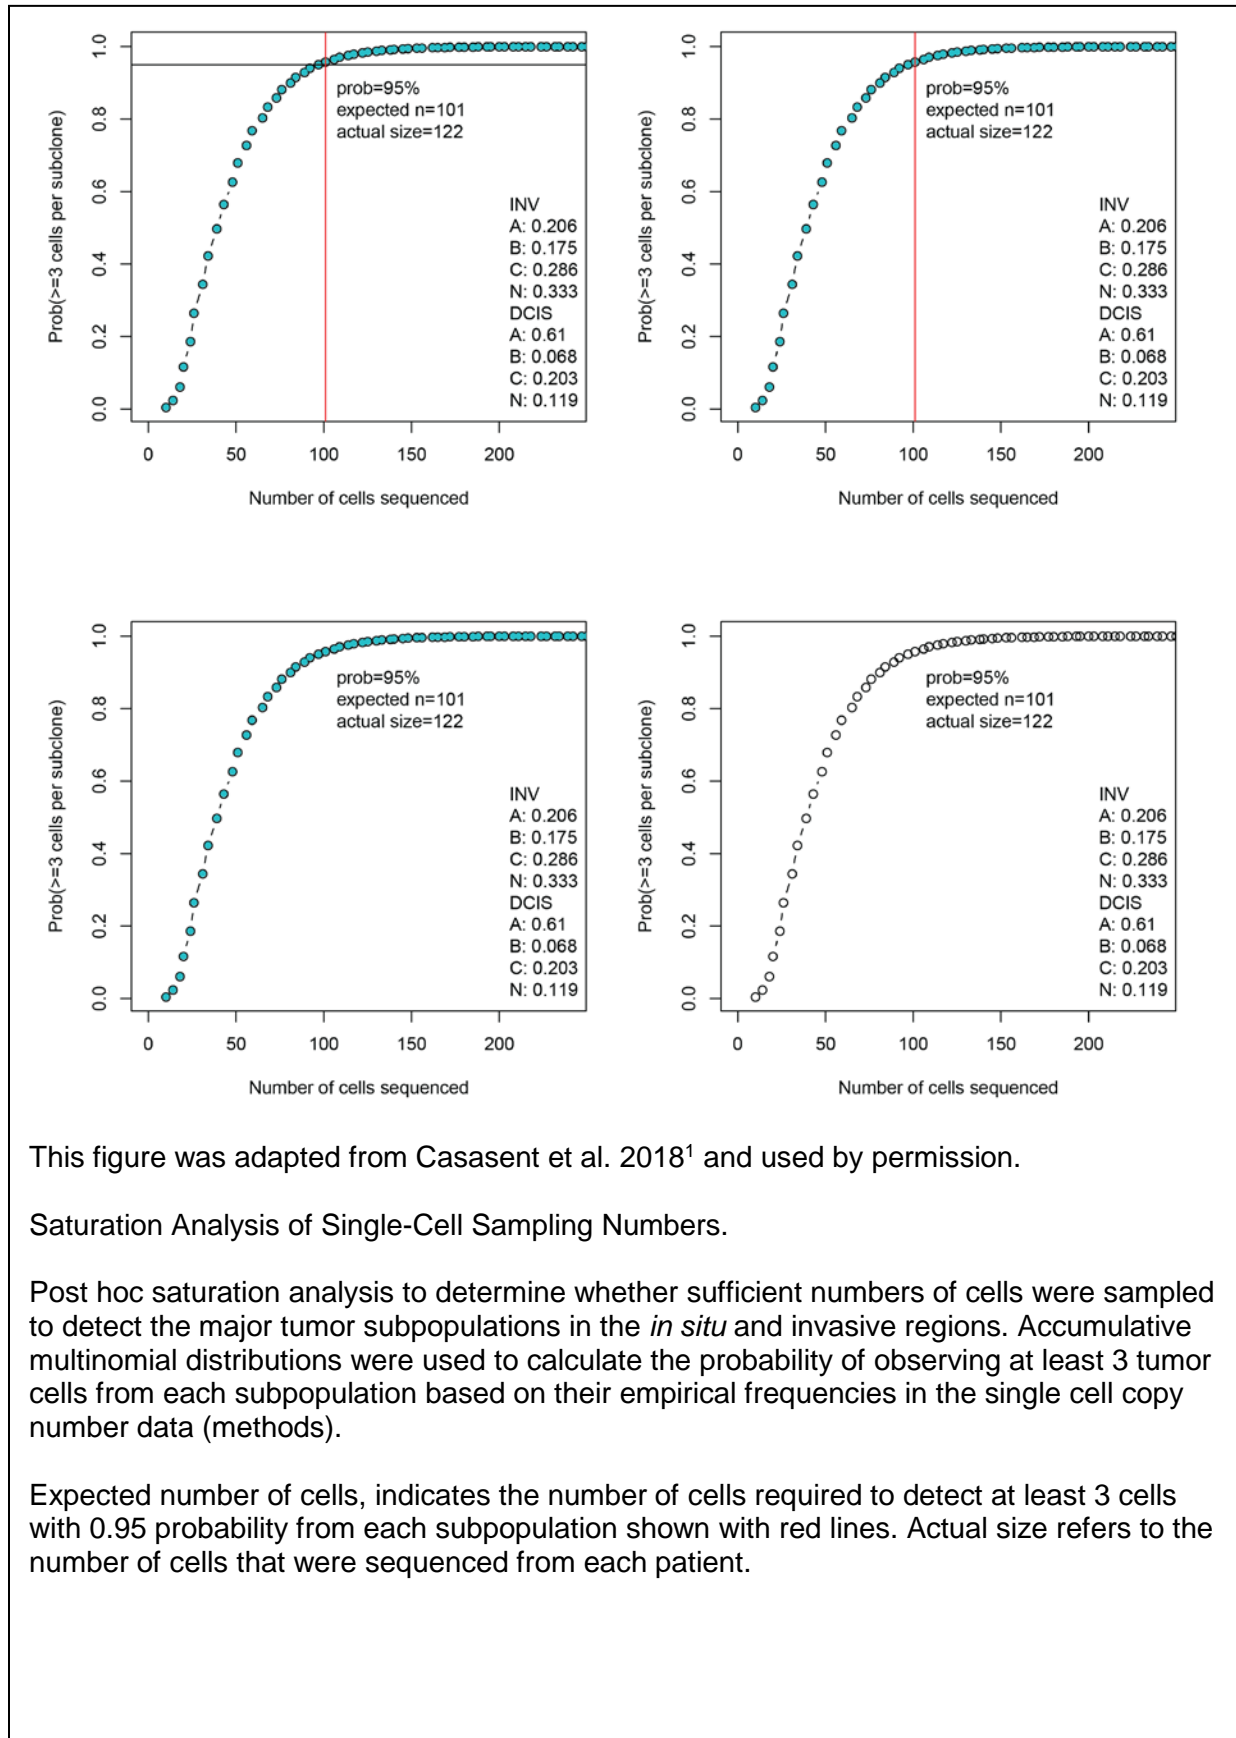 1.0
0.8
0.6
0.4
0.2
0.0
Prob(>=3 cells per subclone)
prob=95%
expected n=101
actual size=122
INV
A: 0.206
B: 0.175
C: 0.286
N: 0.333
DCIS
A: 0.61
B: 0.068
C: 0.203
N: 0.119
0 50 100 150 200
Number of cells sequenced
1.0
0.8
0.6
0.4
0.2
0.0
Prob(>=3 cells per subclone)
prob=95%
expected n=101
actual size=122
INV
A: 0.206
B: 0.175
C: 0.286
N: 0.333
DCIS
A: 0.61
B: 0.068
C: 0.203
N: 0.119
0 50 100 150 200
Number of cells sequenced
1.0
0.8
0.6
0.4
0.2
0.0
Prob(>=3 cells per subclone)
prob=95%
expected n=101
actual size=122
INV
A: 0.206
B: 0.175
C: 0.286
N: 0.333
DCIS
A: 0.61
B: 0.068
C: 0.203
N: 0.119
0 50 100 150 200
Number of cells sequenced
1.0
0.8
0.6
0.4
0.2
0.0
Prob(>=3 cells per subclone)
prob=95%
expected n=101
actual size=122
INV
A: 0.206
B: 0.175
C: 0.286
N: 0.333
DCIS
A: 0.61
B: 0.068
C: 0.203
N: 0.119
0 50 100 150 200
Number of cells sequenced
This figure was adapted from Casasent et al. 2018¹ and used by permission.
Saturation Analysis of Single-Cell Sampling Numbers.
Post hoc saturation analysis to determine whether sufficient numbers of cells were sampled
to detect the major tumor subpopulations in the in situ and invasive regions. Accumulative
multinomial distributions were used to calculate the probability of observing at least 3 tumor
cells from each subpopulation based on their empirical frequencies in the single cell copy
number data (methods).
Expected number of cells, indicates the number of cells required to detect at least 3 cells
with 0.95 probability from each subpopulation shown with red lines. Actual size refers to the
number of cells that were sequenced from each patient.